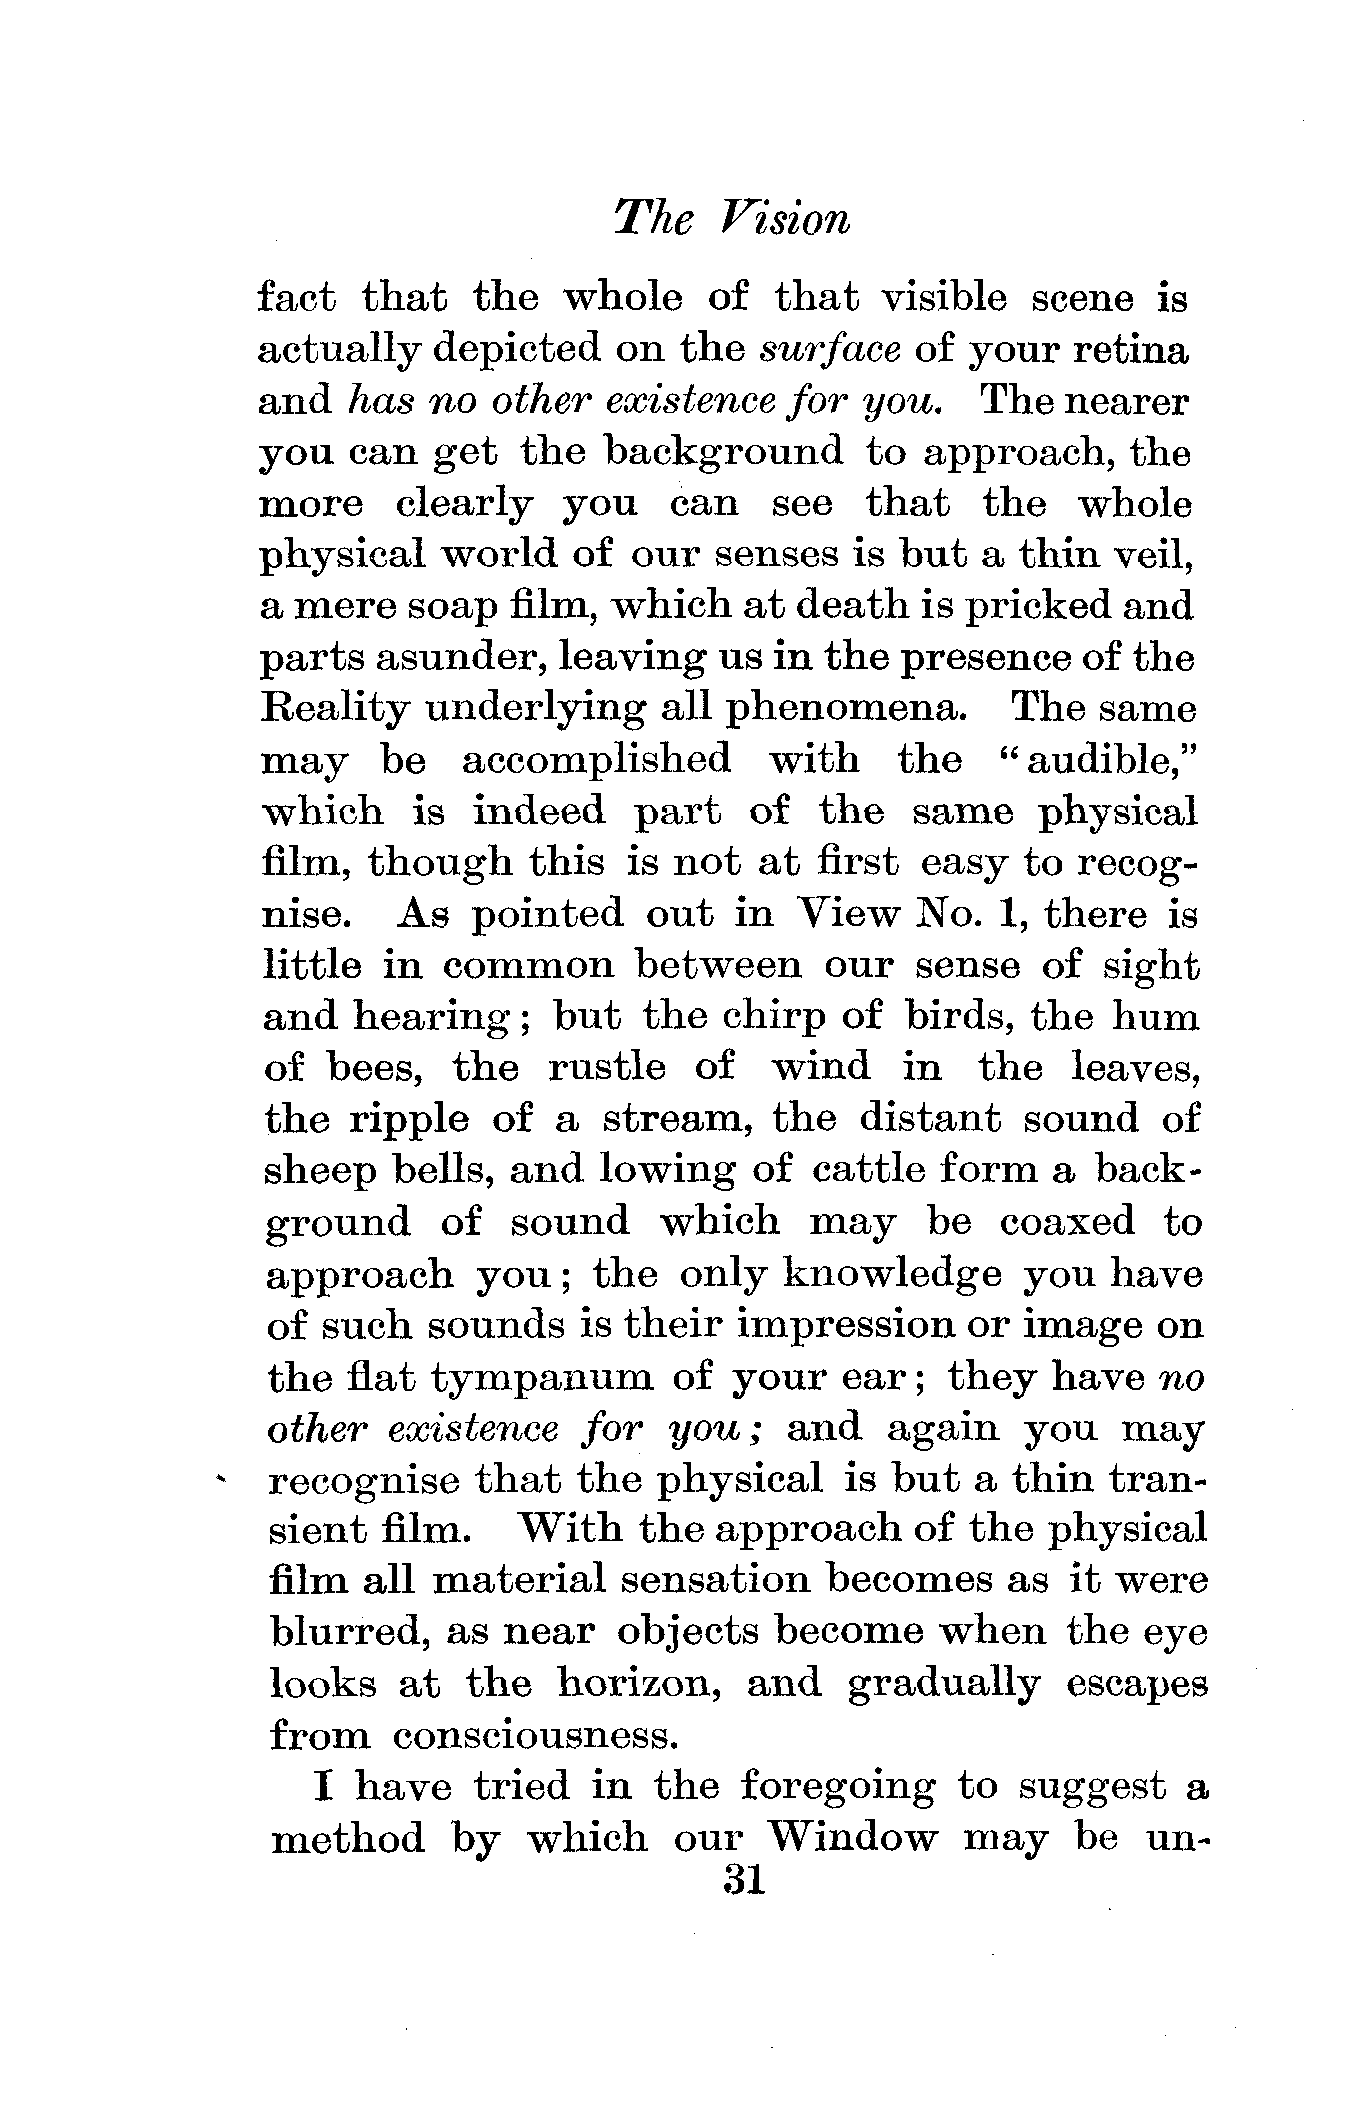 The Vision
fact that the whole of that visible scene is
actually depicted on the surface of your retina
and has no other existence for you. The nearer
you can get the background to approach, the
more clearly you can see that the whole
physical world of our senses is but a thin veil,
a mere soap film, which at death is pricked and
parts asunder, leaving us in the presence of the
Reality underlying all phenomena. The same
may be accomplished with the “audible,”
which is indeed part of the same physical
film, though this is not at first easy to recog-
nise. As pointed out in View No. 1, there is
little in common between our sense of sight
and hearing; but the chirp of birds, the hum
of bees, the rustle of wind in the leaves,
the ripple of a stream, the distant sound of
sheep bells, and lowing of cattle form a back-
ground of sound which may be coaxed to
approach you; the only knowledge you have
of such sounds is their impression or image on
the flat tympanum of your ear; they have no
other existence for you; and again you may
recognise that the physical is but a thin tran-
sient film. With the approach of the physical
film all material sensation becomes as it were
blurred, as near objects become when the eye
looks at the horizon, and gradually escapes
from consciousness.
I have tried in the foregoing to suggest a
method by which our Window may be un-
31